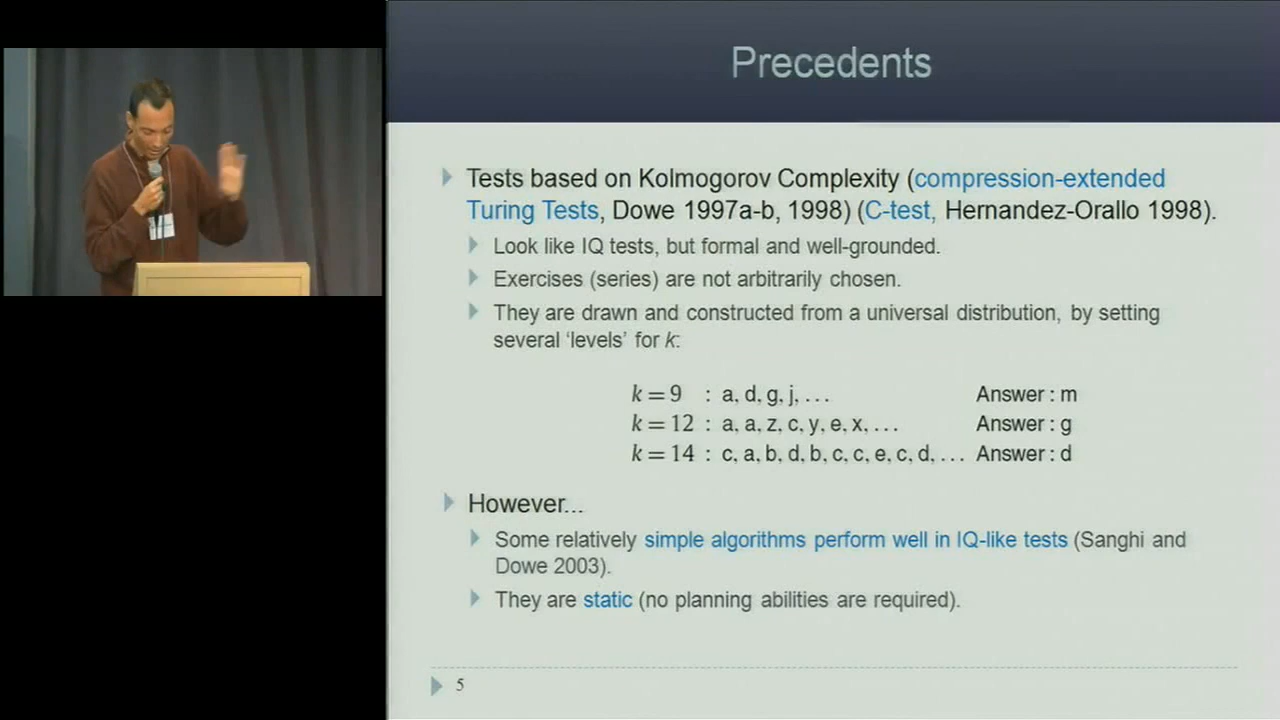 Precedents
Tests based on Kolmogorov Complexity (compression-extended
Turing Tests, Dowe 1997a-b, 1998) (C-test, Hernandez-Orallo 1998).
Look like IQ tests, but formal and well-grounded.
Exercises (series) are not arbitrarily chosen.
They are drawn and constructed from a universal distribution, by setting
several ‘levels’ for k:
k = 9 : a, d, g, j, ... Answer : m
k = 12 : a, a, z, c, y, e, x, ... Answer : g
k = 14 : c, a, b, d, b, c, c, e, c, d, ... Answer : d
However...
Some relatively simple algorithms perform well in IQ-like tests (Sanghi and
Dowe 2003).
They are static (no planning abilities are required).
5